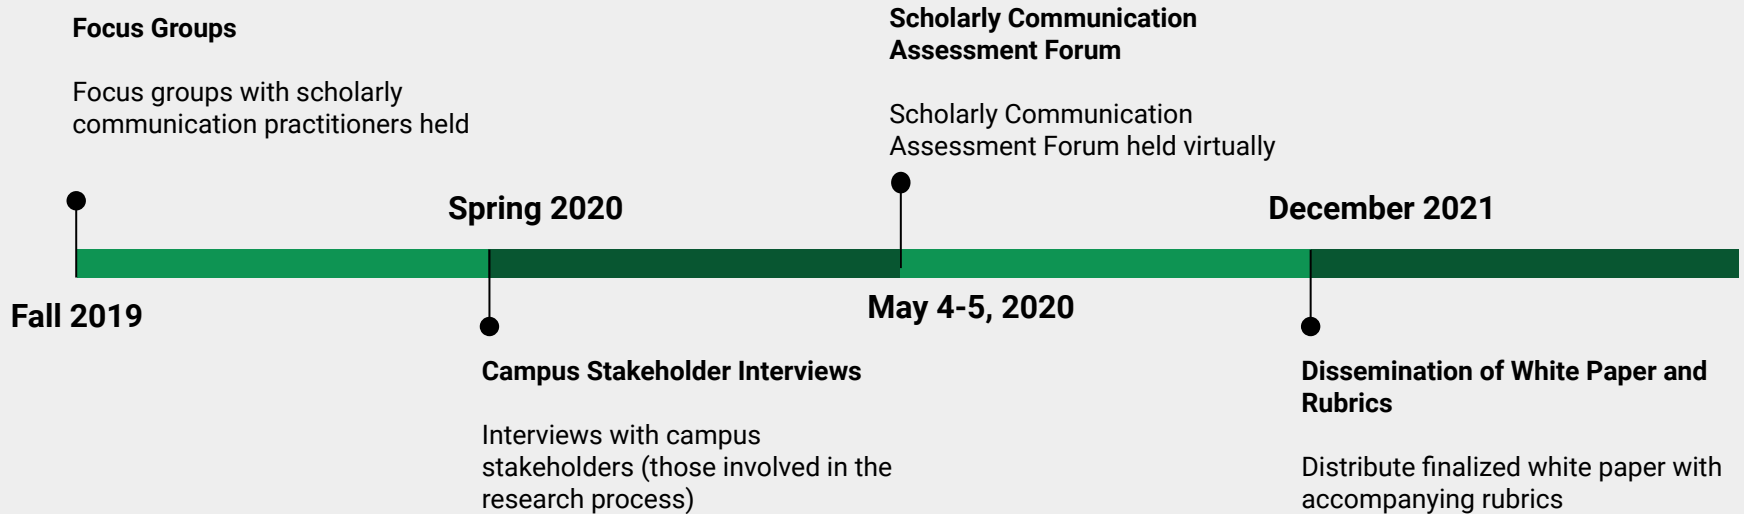 Focus Groups
Focus groups with scholarly
communication practitioners held
Fall 2019
Spring 2020
Campus Stakeholder Interviews
Interviews with campus
stakeholders (those involved in the
research process)
Scholarly Communication
Assessment Forum
Scholarly Communication
Assessment Forum held virtually
May 4-5, 2020
December 2021
Dissemination of White Paper and
Rubrics
Distribute finalized white paper with
accompanying rubrics